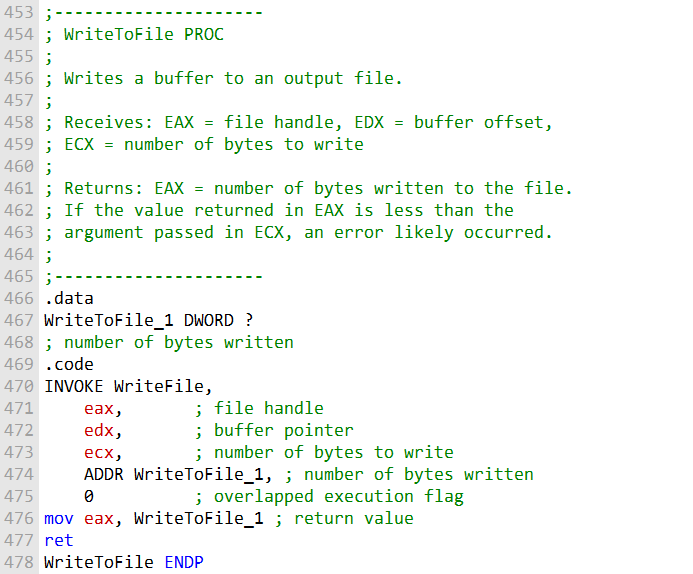 453 ;---------------------
454 ; WriteToFile PROC
455 ;
456 ; Writes a buffer to an output file.
457 ;
458 ; Receives: EAX = file handle, EDX = buffer offset,
459 ; ECX = number of bytes to write
460 ;
461 ; Returns: EAX = number of bytes written to the file.
462 ; If the value returned in EAX is less than the
463 ; argument passed in ECX, an error likely occurred.
464 ;
465 ;---------------------
466 .data
467 WriteToFile_1 DWORD ?
468 ; number of bytes written
469 .code
470 INVOKE WriteFile,
471     eax,       ; file handle
472     edx,       ; buffer pointer
473     ecx,       ; number of bytes to write
474     ADDR WriteToFile_1, ; number of bytes written
475     0          ; overlapped execution flag
476 mov eax, WriteToFile_1 ; return value
477 ret
478 WriteToFile ENDP